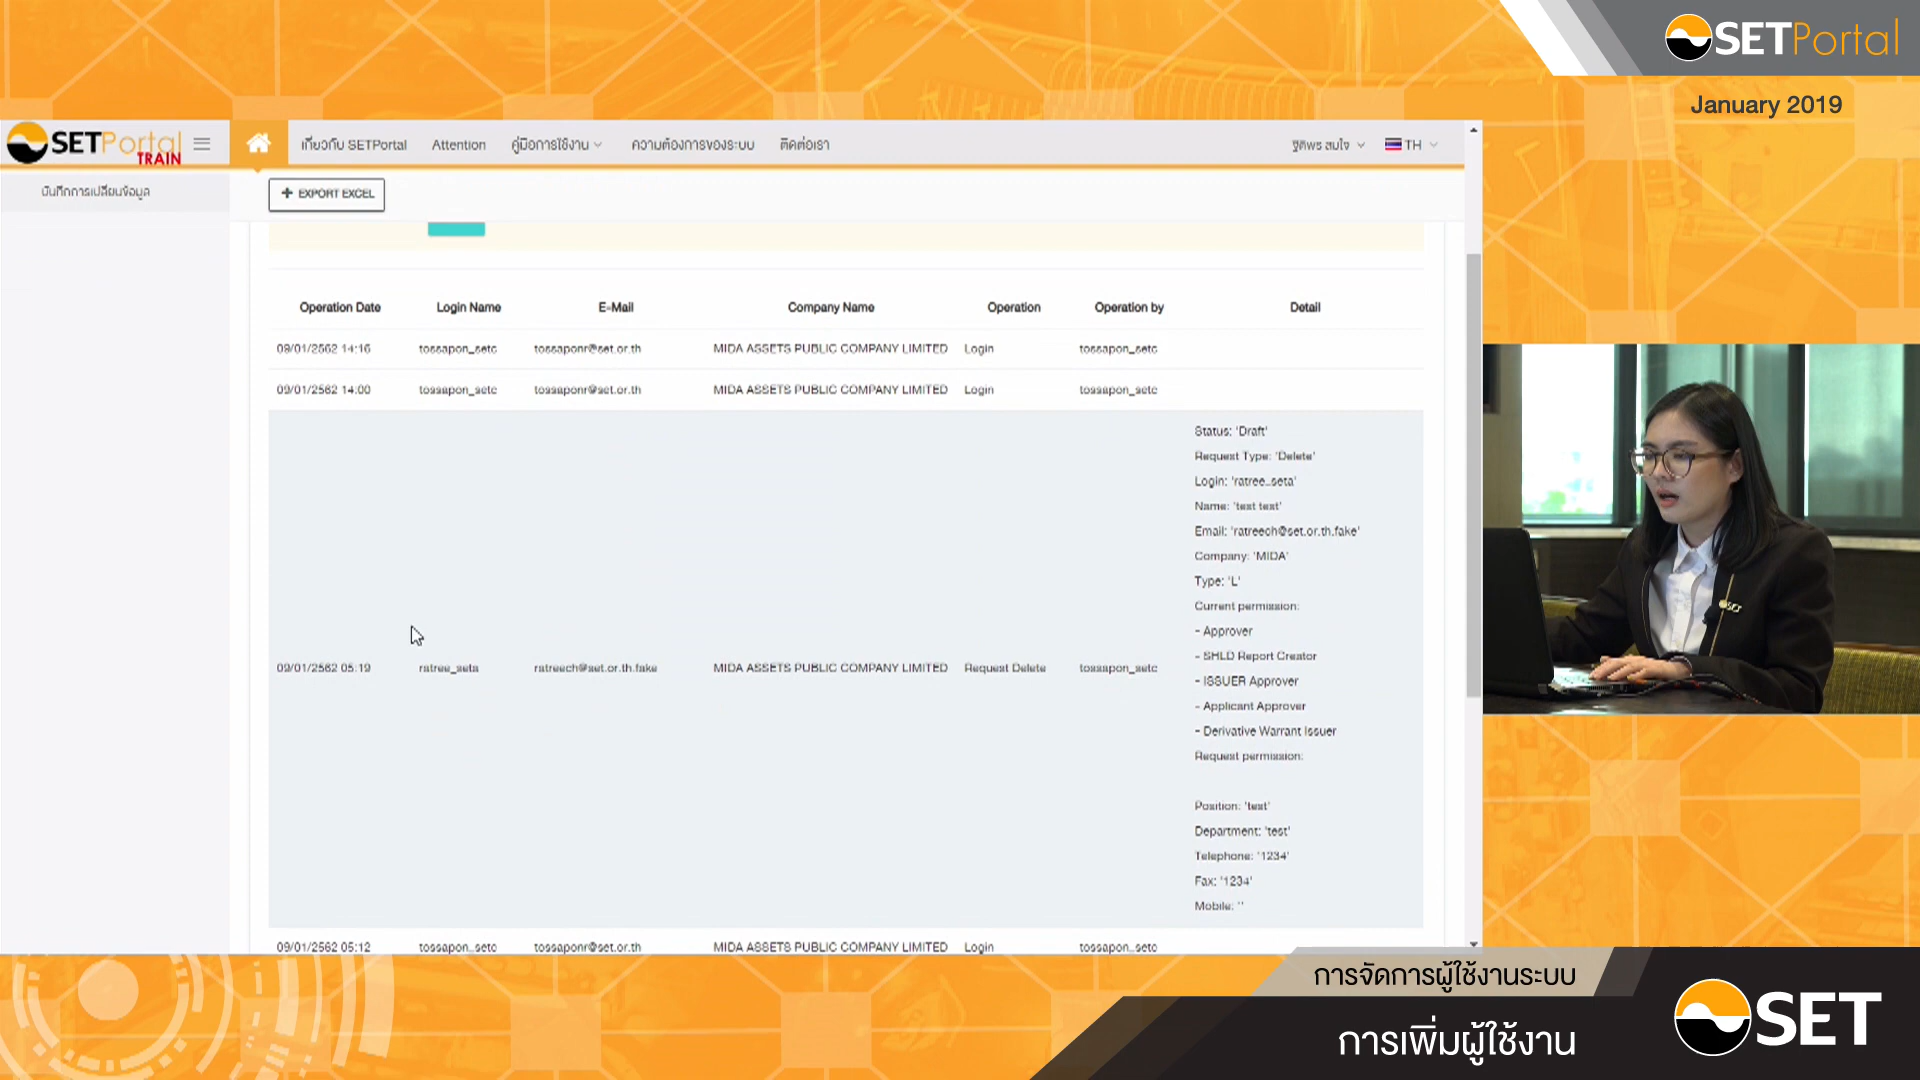 SETPortal
January 2019
SETPortal
TRAIN
เกี่ยวกับ SETPortal
Attention
คู่มือการใช้งาน
ความต้องการของระบบ
ติดต่อเรา
ฐิติพร สมใจ
TH
บันทึกการเปลี่ยนข้อมูล
+ EXPORT EXCEL
Operation Date Login Name E-Mail Company Name Operation Operation by Detail
09/01/2562 14:16 tossapon_setc tossaponr@set.or.th MIDA ASSETS PUBLIC COMPANY LIMITED Login tossapon_setc
09/01/2562 14:00 tossapon_setc tossaponr@set.or.th MIDA ASSETS PUBLIC COMPANY LIMITED Login tossapon_setc
Status: 'Draft'
Request Type: 'Delete'
Login: 'ratree_seta'
Name: 'test test'
Email: 'ratreech@set.or.th.fake'
Company: 'MIDA'
Type: 'L'
Current permission:
- Approver
- SHLD Report Creator
09/01/2562 05:19 ratree_seta ratreech@set.or.th.fake MIDA ASSETS PUBLIC COMPANY LIMITED Request Delete tossapon_setc
- ISSUER Approver
- Applicant Approver
- Derivative Warrant Issuer
Request permission:
Position: 'test'
Department: 'test'
Telephone: '1234'
Fax: '1234'
Mobile: ''
09/01/2562 05:12 tossapon_setc tossaponr@set.or.th MIDA ASSETS PUBLIC COMPANY LIMITED Login tossapon_setc
SET
การจัดการผู้ใช้งานระบบ
การเพิ่มผู้ใช้งาน
SET